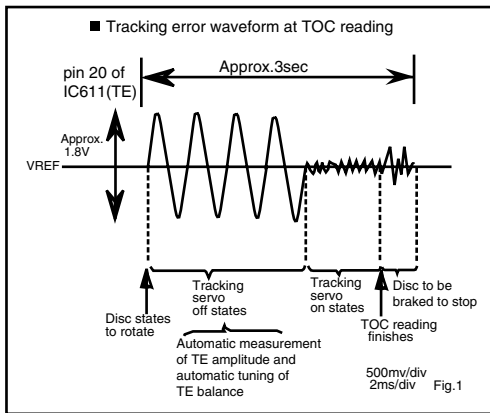 ■ Tracking error waveform at TOC reading
pin 20 of
IC611(TE)
Approx.3sec
Approx.
1.8V
VREF
Disc states
to rotate
Tracking
servo
off states
Tracking
servo
on states
Disc to be
braked to stop
TOC reading
finishes
Automatic measurement
of TE amplitude and
automatic tuning of
TE balance
500mv/div
2ms/div
Fig.1